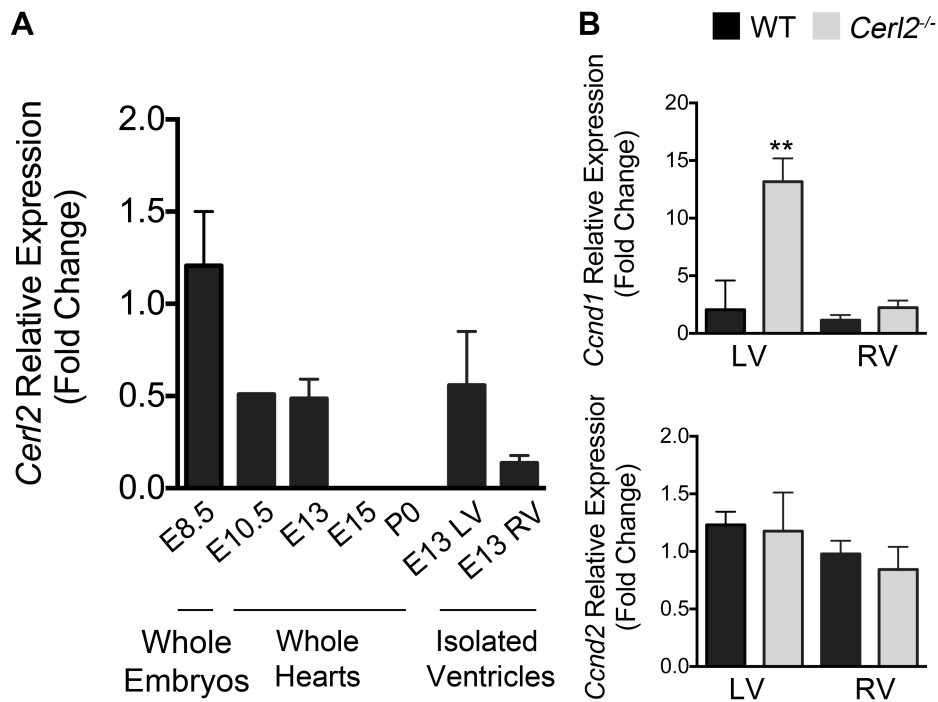 A
Cerl2 Relative Expression
(Fold Change)
2.0
1.5
1.0
0.5
0.0
E8.5
E10.5
E13
E15
P0
E13 LV
E13 RV
Whole
Embryos
Whole
Hearts
Isolated
Ventricles
B
WT
Cerl2-/-
Ccnd1 Relative Expression
(Fold Change)
20
15
10
5
0
**
LV
RV
Ccnd2 Relative Expressior
(Fold Change)
2.0
1.5
1.0
0.5
0.0
LV
RV